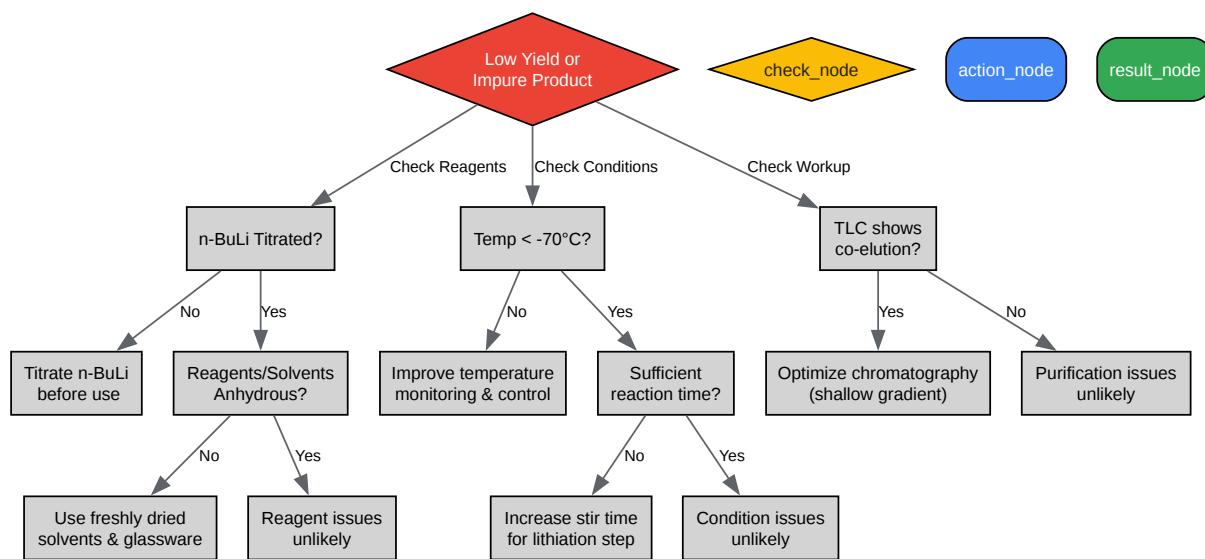 Low Yield or
Impure Product
check_node
action_node
result_node
Check Reagents
Check Conditions
Check Workup
n-BuLi Titrated?
Temp < -70°C?
TLC shows
co-elution?
No
Yes
No
Yes
Yes
No
Titrate n-BuLi
before use
Reagents/Solvents
Anhydrous?
Improve temperature
monitoring & control
Sufficient
reaction time?
Optimize chromatography
(shallow gradient)
Purification issues
unlikely
No
Yes
No
Yes
Use freshly dried
solvents & glassware
Reagent issues
unlikely
Increase stir time
for lithiation step
Condition issues
unlikely